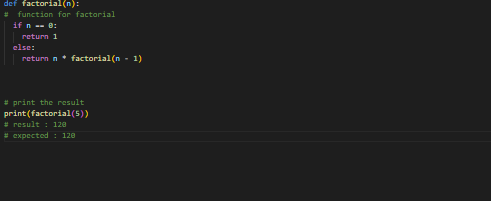 def factorial(n):
#  function for factorial
  if n == 0:
    return 1
  else:
    return n * factorial(n - 1)
# print the result
print(factorial(5))
# result : 120
# expected : 120